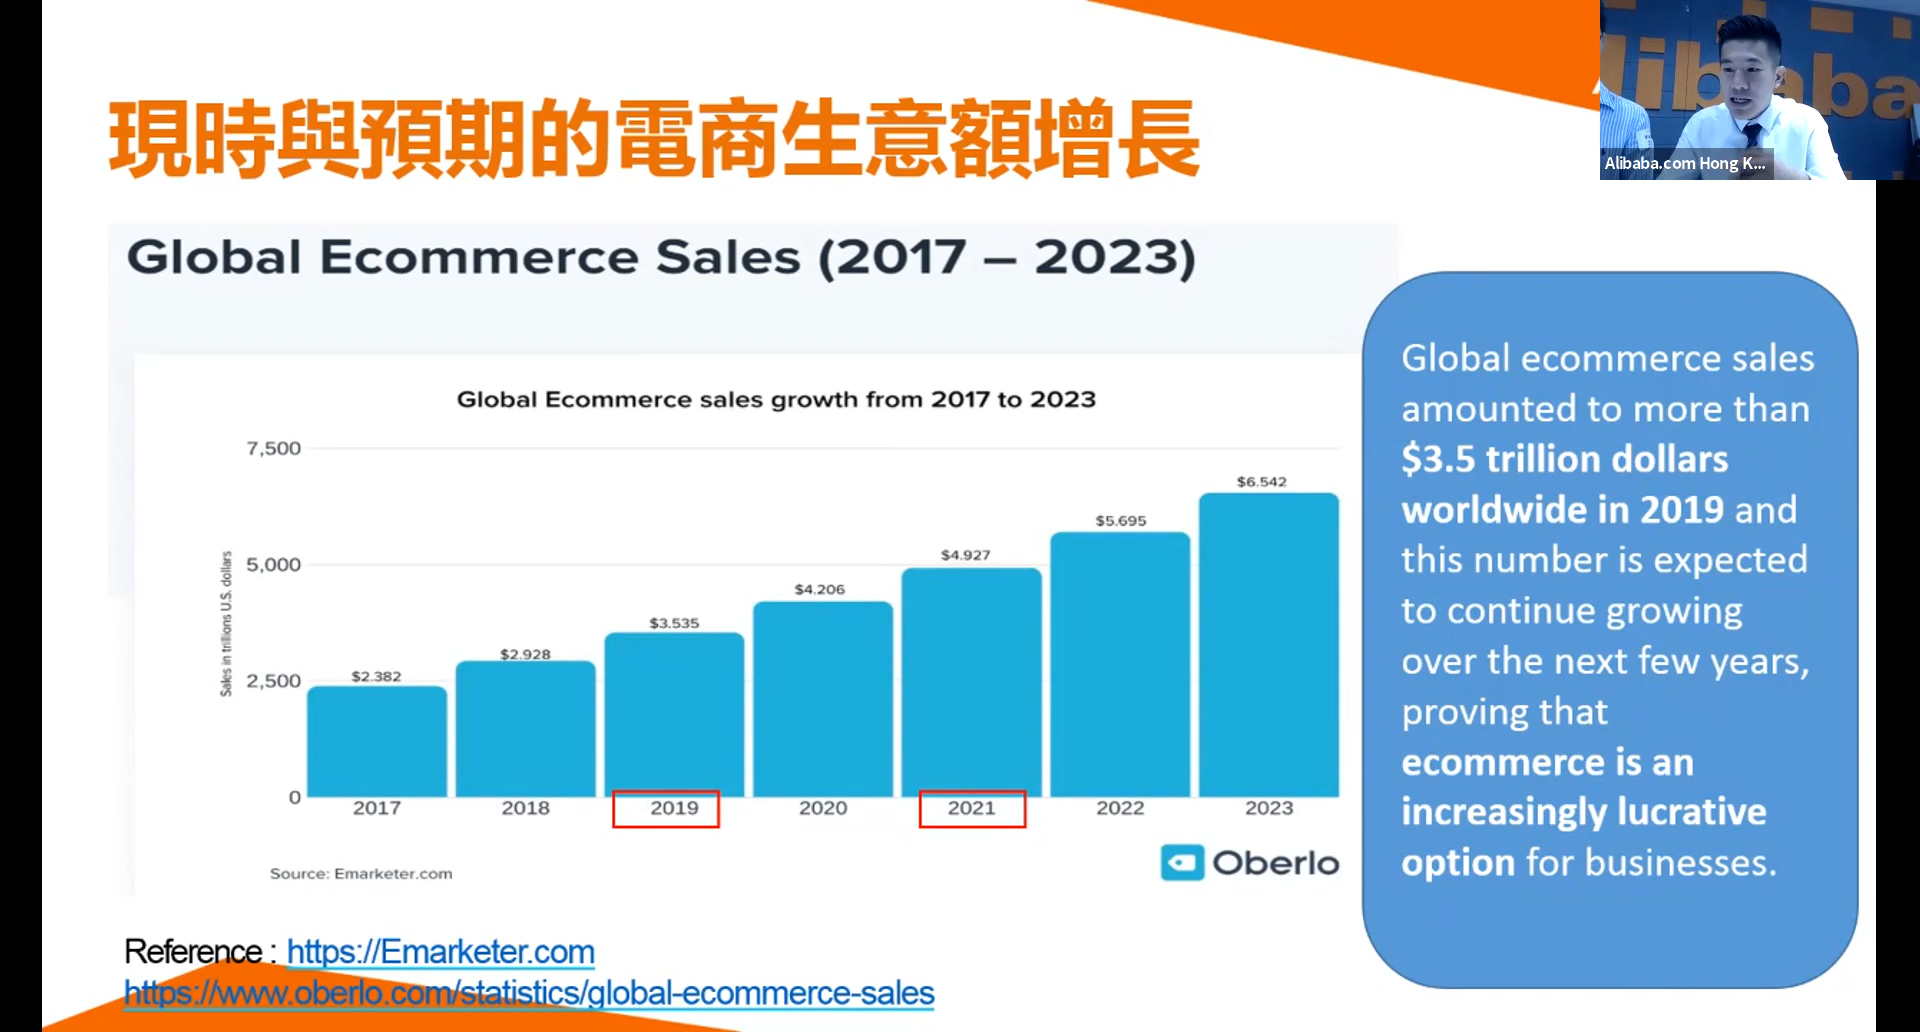 現時與預期的電商生意額增長
libaba
Alibaba.com Hong K...
Global Ecommerce Sales (2017 – 2023)
Global Ecommerce sales growth from 2017 to 2023
Sales in trillions U.S. dollars
7,500
5,000
2,500
0
$2.382
$2.928
$3.535
$4.206
$4.927
$5.695
$6.542
2017 2018 2019 2020 2021 2022 2023
Source: Emarketer.com
Oberlo
Global ecommerce sales
amounted to more than
$3.5 trillion dollars
worldwide in 2019 and
this number is expected
to continue growing
over the next few years,
proving that
ecommerce is an
increasingly lucrative
option for businesses.
Reference : https://Emarketer.com
https://www.oberlo.com/statistics/global-ecommerce-sales